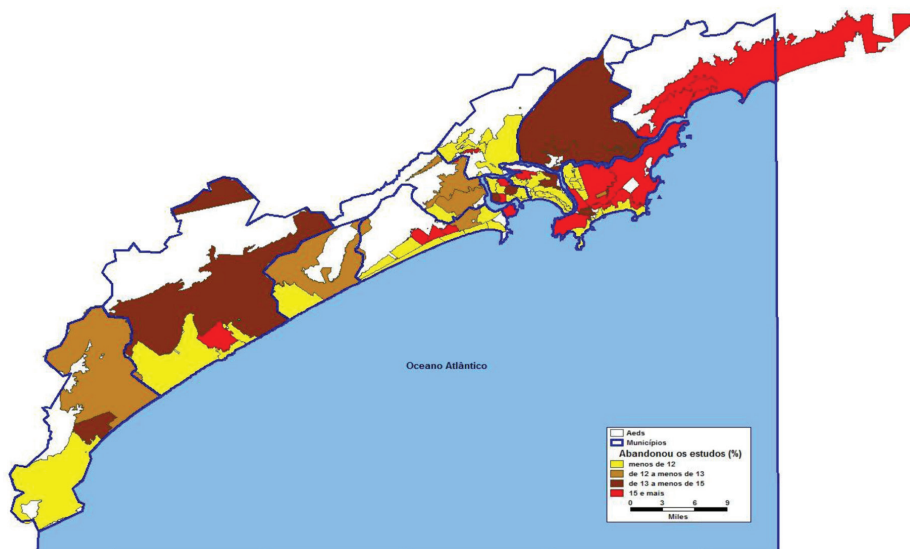 Oceano Atlântico
Aeds
Municípios
Abandonou os estudos (%)
menos de 12
de 12 a menos de 13
de 13 a menos de 15
15 e mais
0 3 6 9
Miles